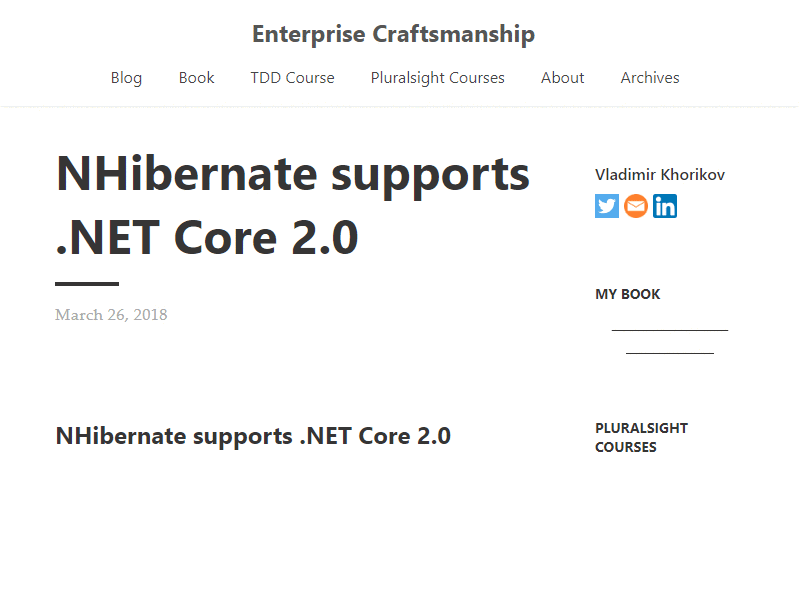 Enterprise Craftsmanship
Blog Book TDD Course Pluralsight Courses About Archives
NHibernate supports
.NET Core 2.0
March 26, 2018
NHibernate supports .NET Core 2.0
Vladimir Khorikov
in
MY BOOK
PLURALSIGHT
COURSES